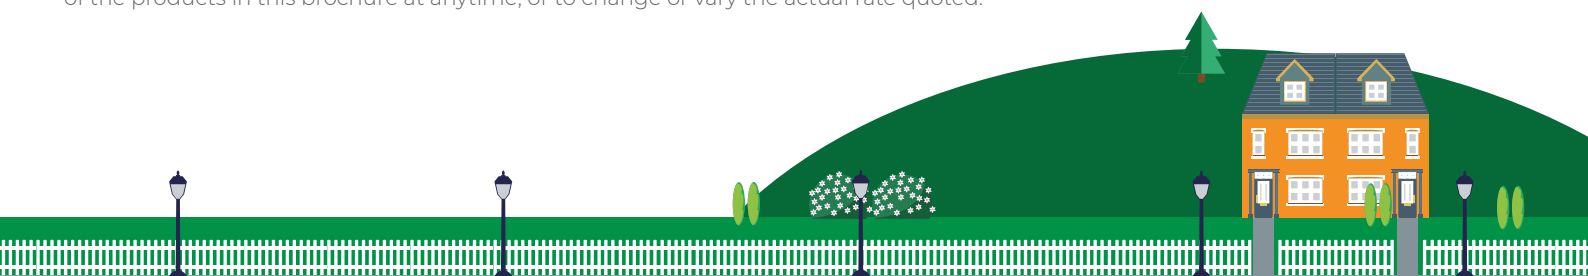 of the products in this brochure at anytime, or to change or vary the actual rate quoted.